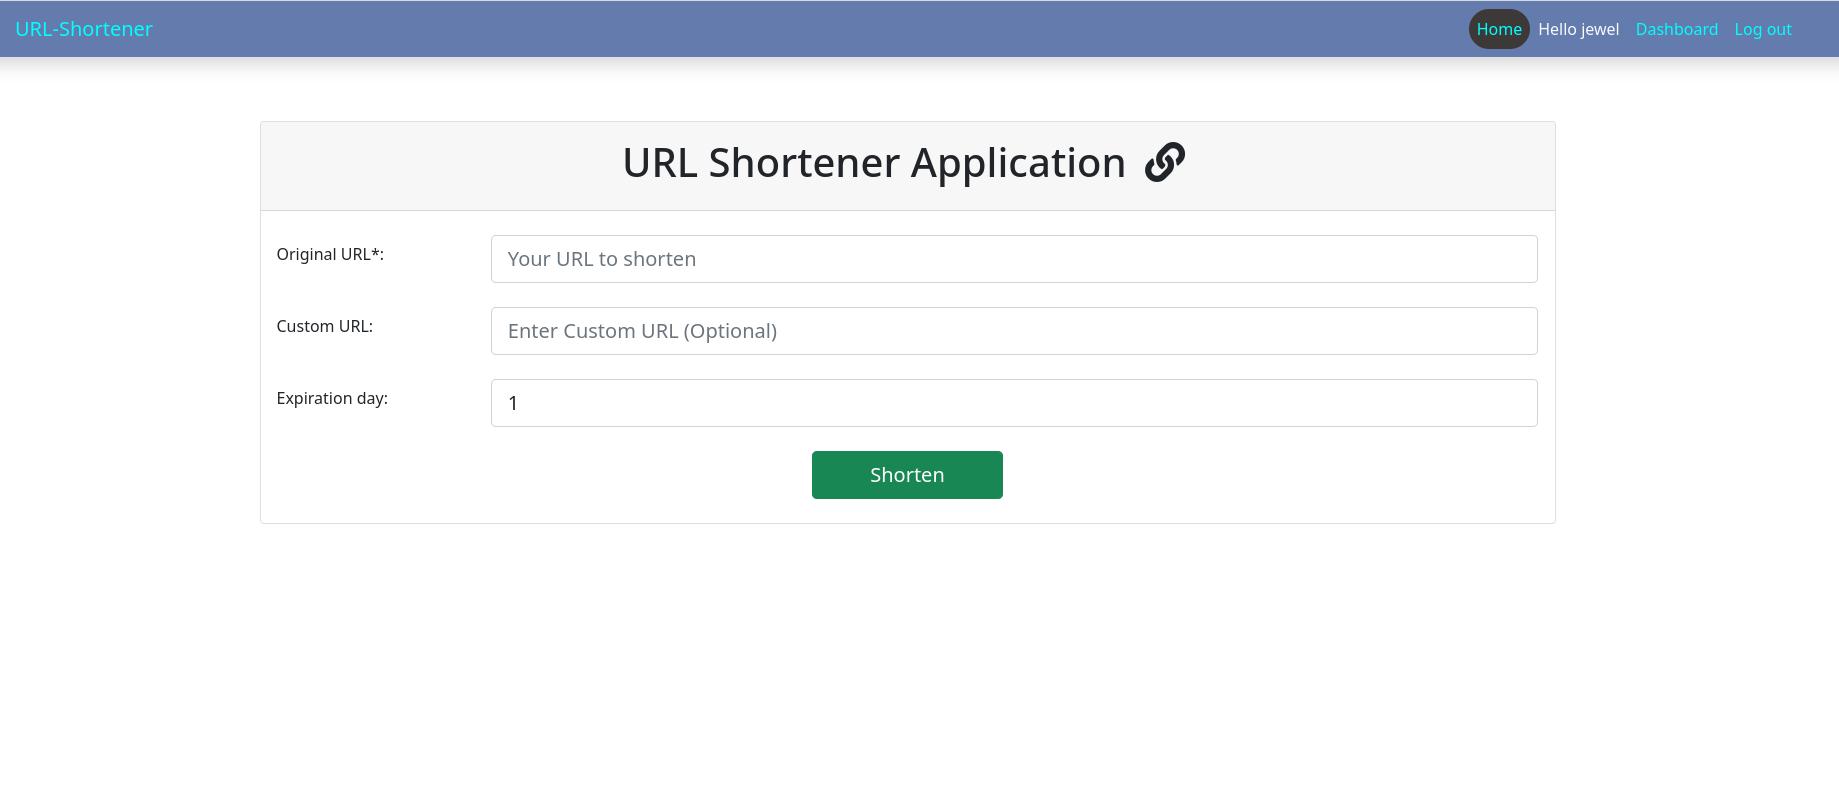 URL-Shortener Home Hello jewel Dashboard Log out
URL Shortener Application
Original URL*: Your URL to shorten
Custom URL: Enter Custom URL (Optional)
Expiration day: 1
Shorten